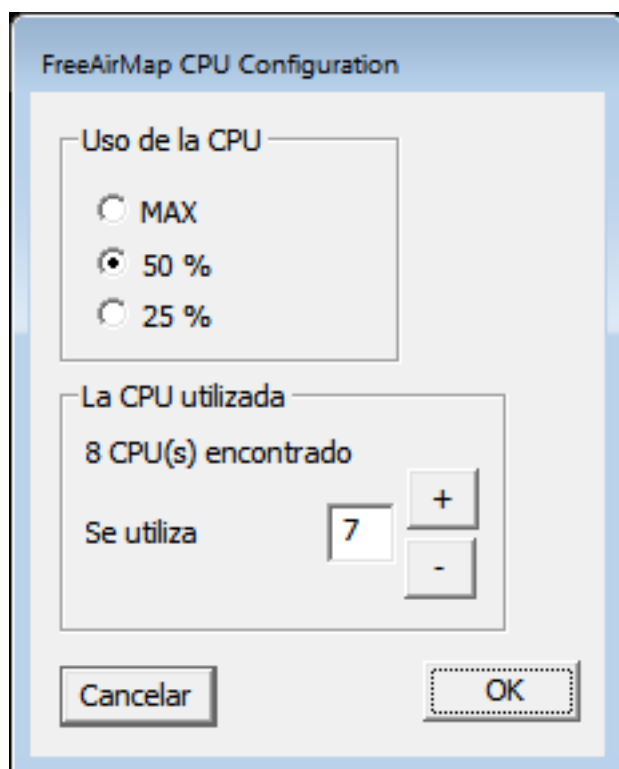 FreeAirMap CPU Configuration
Uso de la CPU
MAX
50 %
25 %
La CPU utilizada
8 CPU(s) encontrado
+
Se utiliza 7
-
Cancelar OK